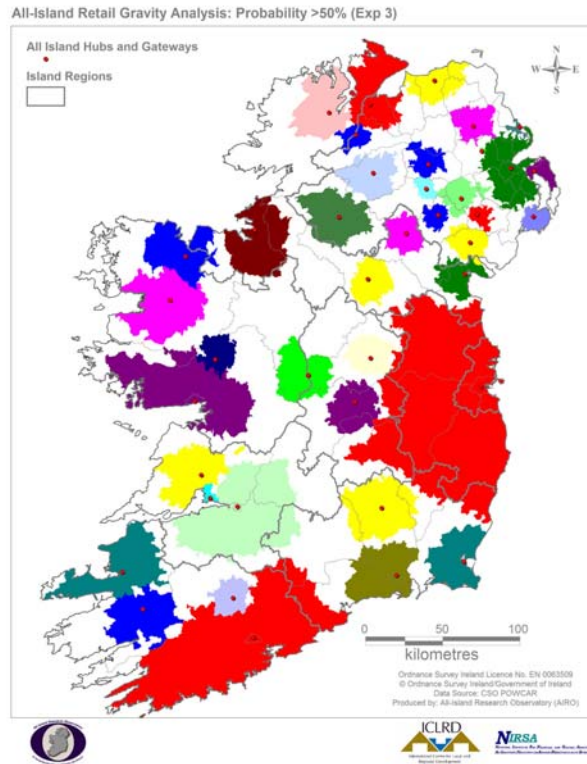 All-Island Retail Gravity Analysis: Probability >50% (Exp 3)
All Island Hubs and Gateways
Island Regions
N
W E
S
0 50 100
kilometres
Ordnance Survey Ireland Licence No. EN 0063509
© Ordnance Survey Ireland/Government of Ireland
Data Source: CSO POWCAR
Produced by: All-island Research Observatory (AIRO)
ICLRD
NIRSA